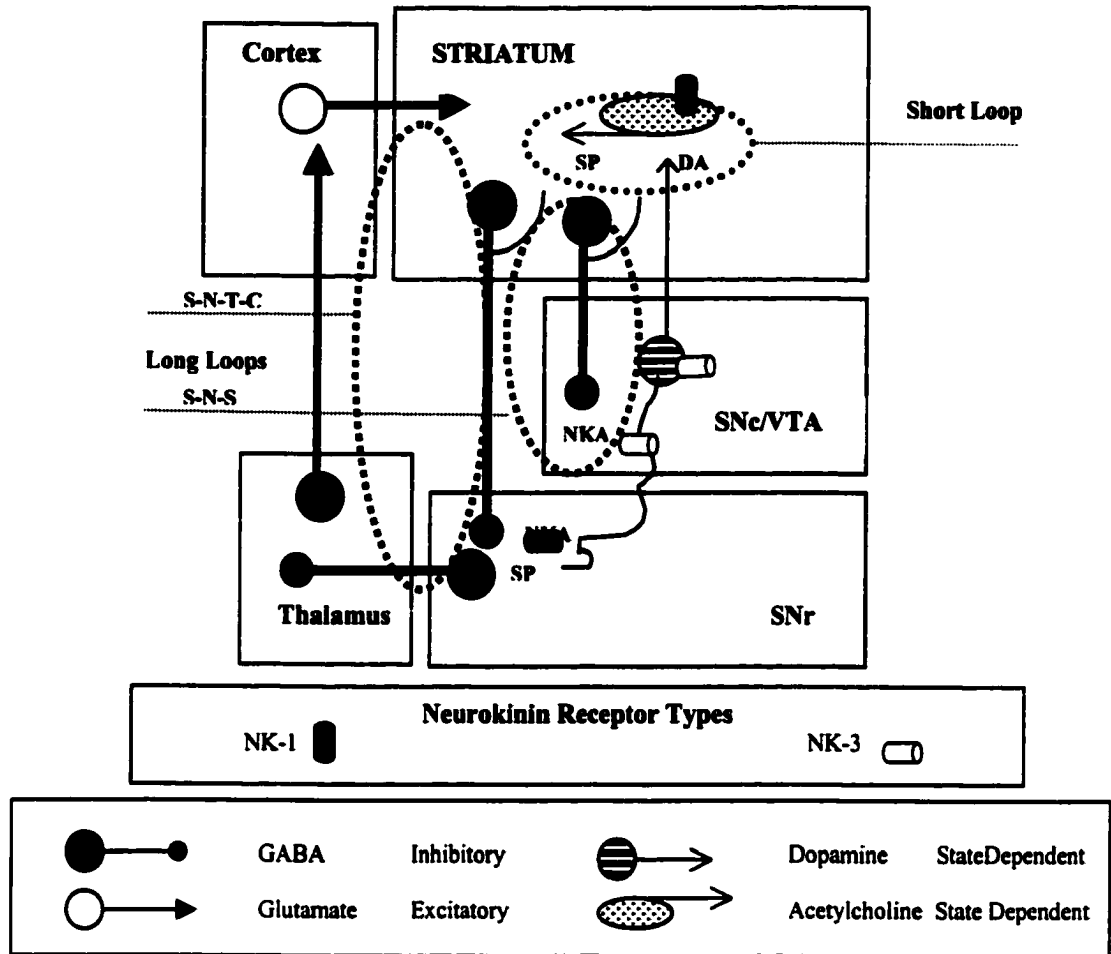 Cortex
STRIATUM
Short Loop
SP DA
S-N-T-C
Long Loops
S-N-S
NKA
SNc/VTA
SP
Thalamus
SNr
Neurokinin Receptor Types
NK-1
NK-3
GABA Inhibitory
Dopamine StateDependent
Glutamate Excitatory
Acetylcholine State Dependent